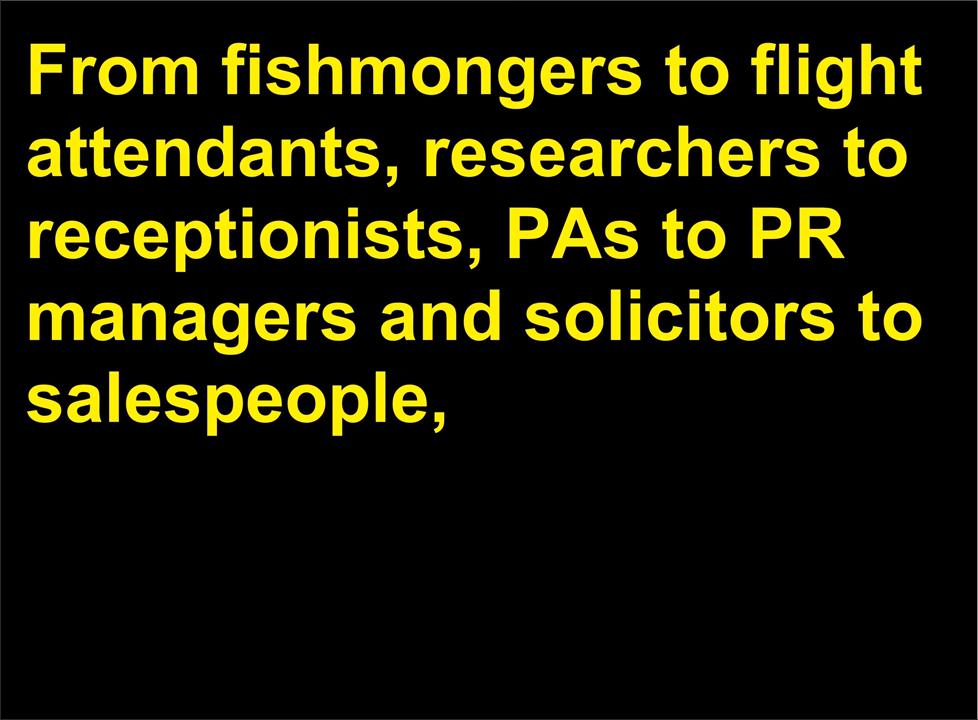 From fishmongers to flight
attendants, researchers to
receptionists, PAs to PR
managers and solicitors to
salespeople,